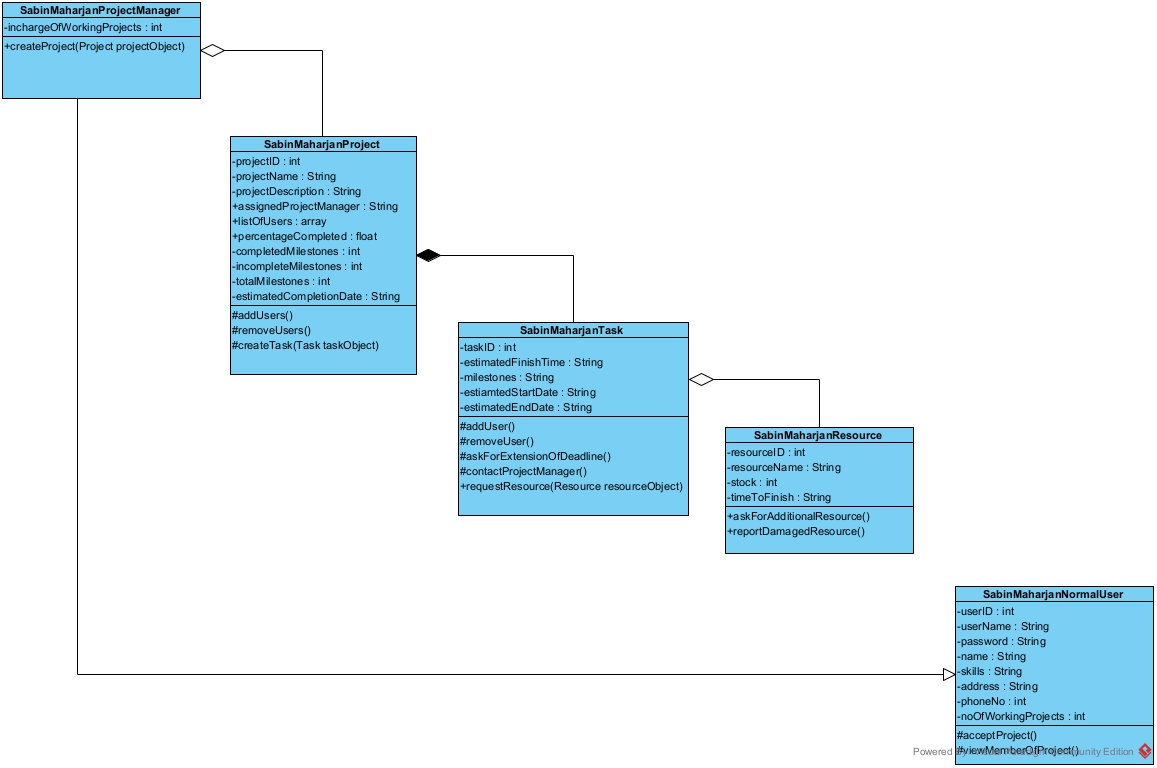 SabinMaharjanProjectManager
-inchargeOfWorkingProjects : int
+createProject(Project projectObject)
SabinMaharjanProject
-projectID : int
-projectName : String
-projectDescription : String
+assignedProjectManager : String
+listOfUsers : array
+percentageCompleted : float
-completedMilestones : int
-incompleteMilestones : int
-totalMilestones : int
-estimatedCompletionDate : String
#addUsers()
#removeUsers()
#createTask(Task taskObject)
SabinMaharjanTask
-taskID : int
-estimatedFinishTime : String
-milestones : String
-estiamtedStartDate : String
-estimatedEndDate : String
#addUser()
#removeUser()
#askForExtensionOfDeadline()
#contactProjectManager()
+requestResource(Resource resourceObject)
SabinMaharjanResource
-resourceID : int
-resourceName : String
-stock : int
-timeToFinish : String
+askForAdditionalResource()
+reportDamagedResource()
SabinMaharjanNormalUser
-userID : int
-userName : String
-password : String
-name : String
-skills : String
-address : String
-phoneNo : int
-noOfWorkingProjects : int
#acceptProject()
#viewMemberOfProject()
Powered Community Edition